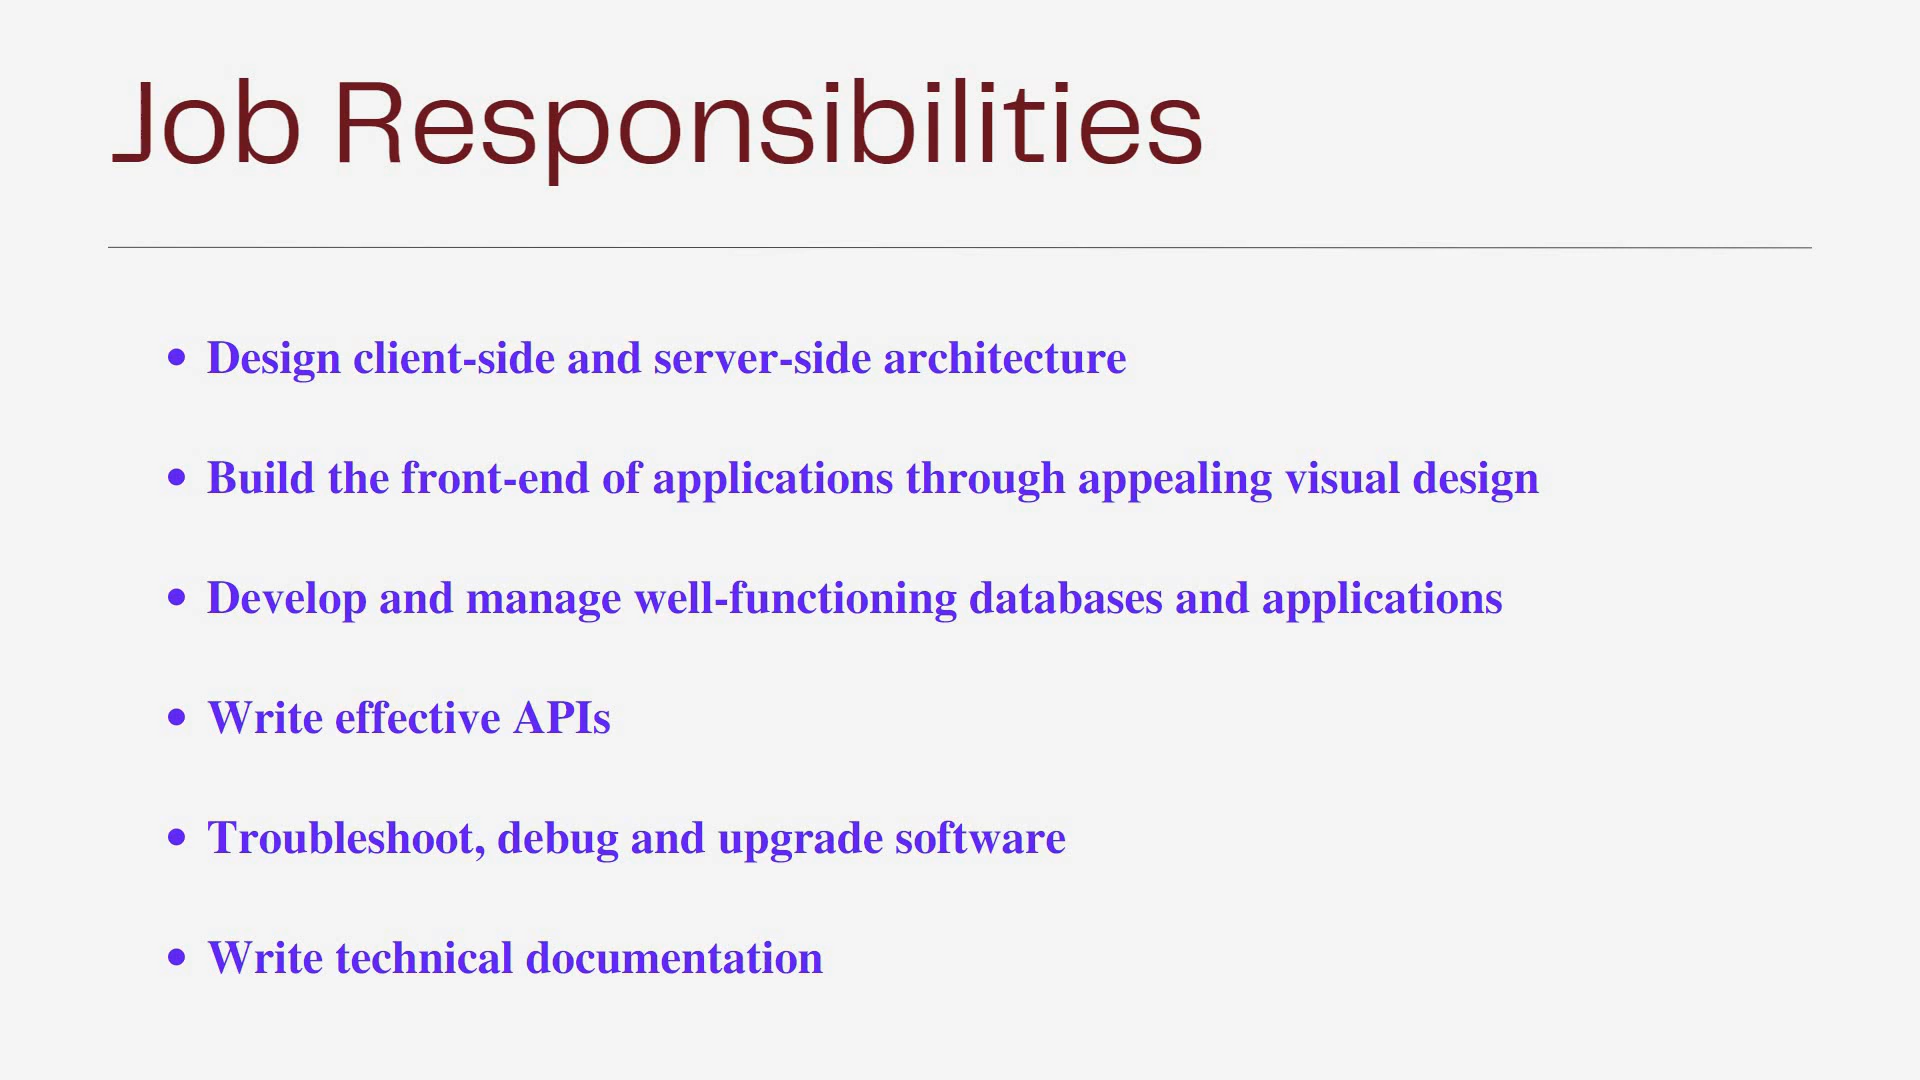 Job Responsibilities
• Design client-side and server-side architecture
• Build the front-end of applications through appealing visual design
• Develop and manage well-functioning databases and applications
• Write effective APIs
• Troubleshoot, debug and upgrade software
• Write technical documentation